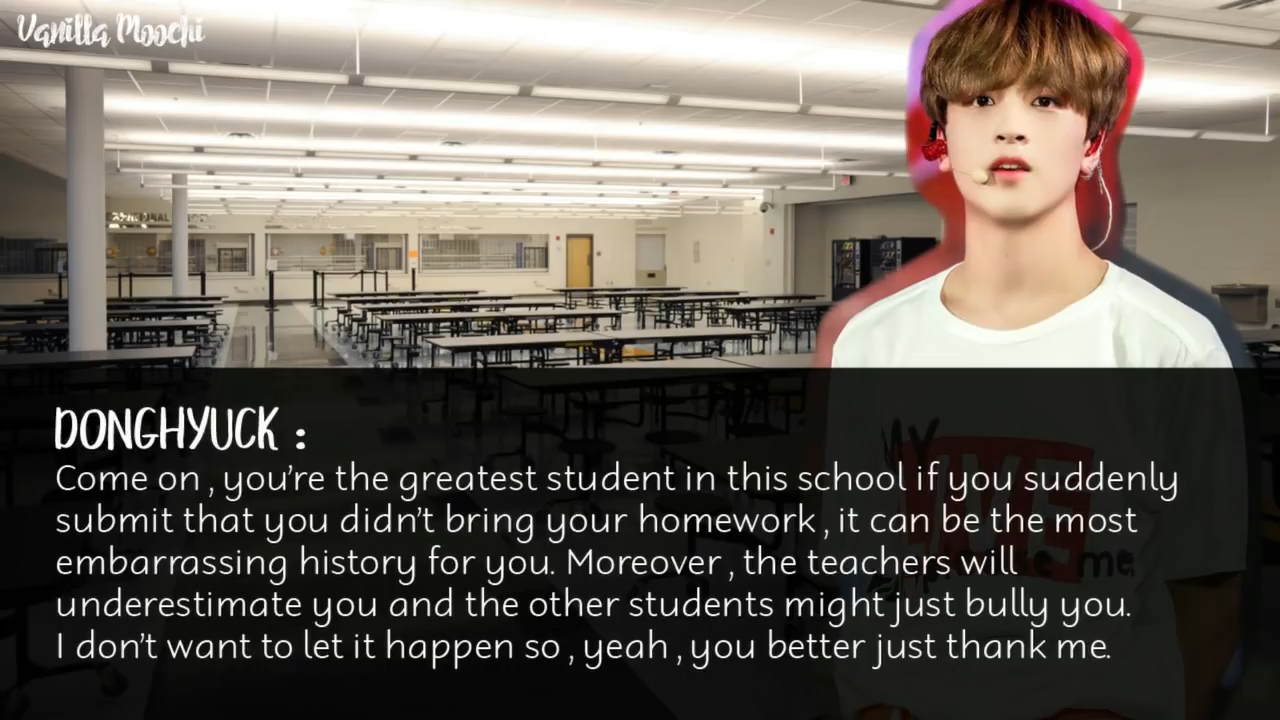 Vanilla Moochi
DONGHYUCK :
Come on , you're the greatest student in this school if you suddenly
submit that you didn't bring your homework , it can be the most
embarrassing history for you. Moreover , the teachers will
underestimate you and the other students might just bully you.
I don't want to let it happen so , yeah , you better just thank me.